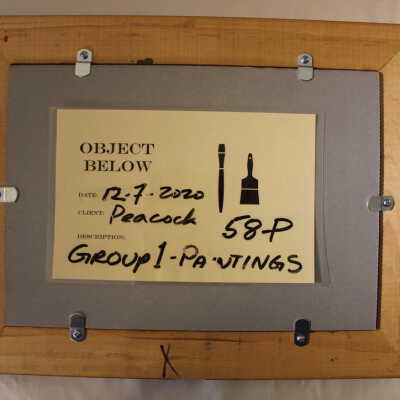 OBJECT
BELOW
DATE: 12-7-2020
CLIENT: Peacock
58-P
DESCRIPTION:
GROUP 1-PAINTINGS
X